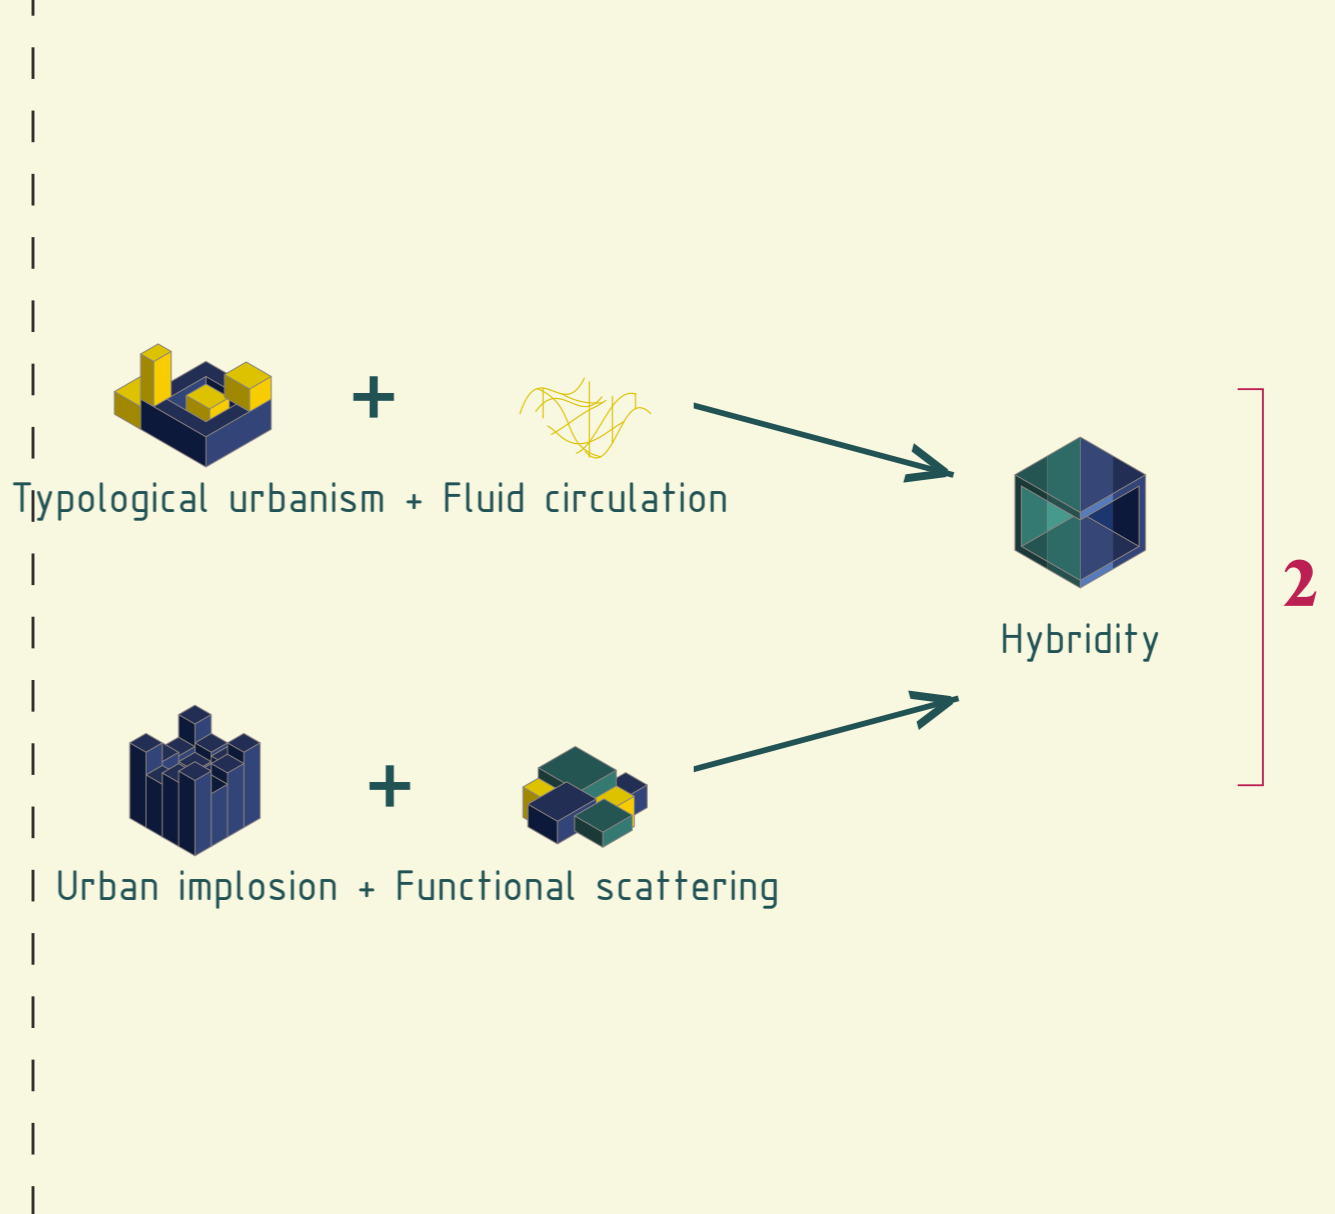 Typological urbanism + Fluid circulation
Hybridity
2
Urban implosion + Functional scattering